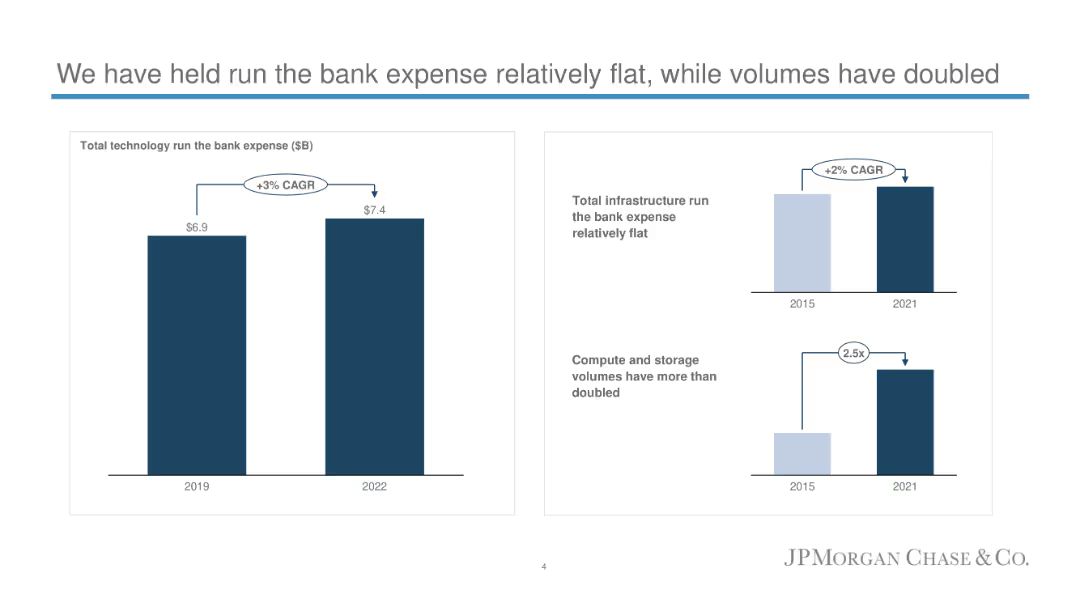 We have held run the bank expense relatively flat, while volumes have doubled
Total technology run the bank expense ($B)
+3% CAGR
$6.9
$7.4
2019
2022
Total infrastructure run
the bank expense
relatively flat
+2% CAGR
2015
2021
Compute and storage
volumes have more than
doubled
2.5x
2015
2021
4
JPMORGAN CHASE & CO.